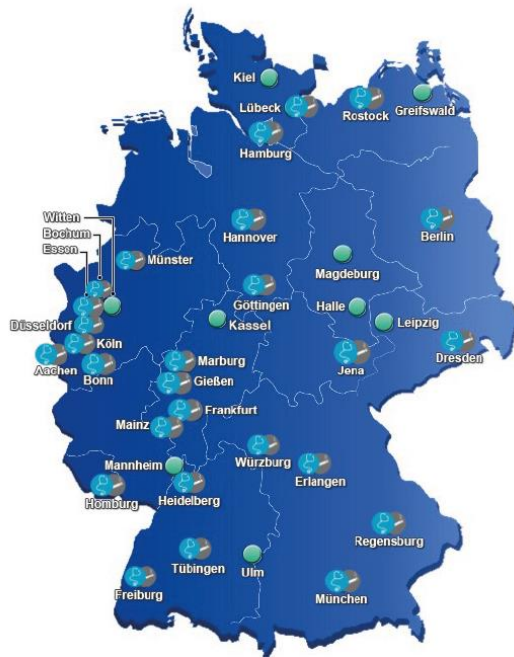 Kiel
Lübeck
Rostock
Greifswald
Hamburg
Witten
Bochum
Essen
Hannover
Berlin
Münster
Magdeburg
Göttingen
Halle
Düsseldorf
Kassel
Leipzig
Köln
Aachen
Bonn
Marburg
Jena
Dresden
Gießen
Frankfurt
Mainz
Würzburg
Mannheim
Erlangen
Homburg
Heidelberg
Regensburg
Tübingen
Ulm
Freiburg
München